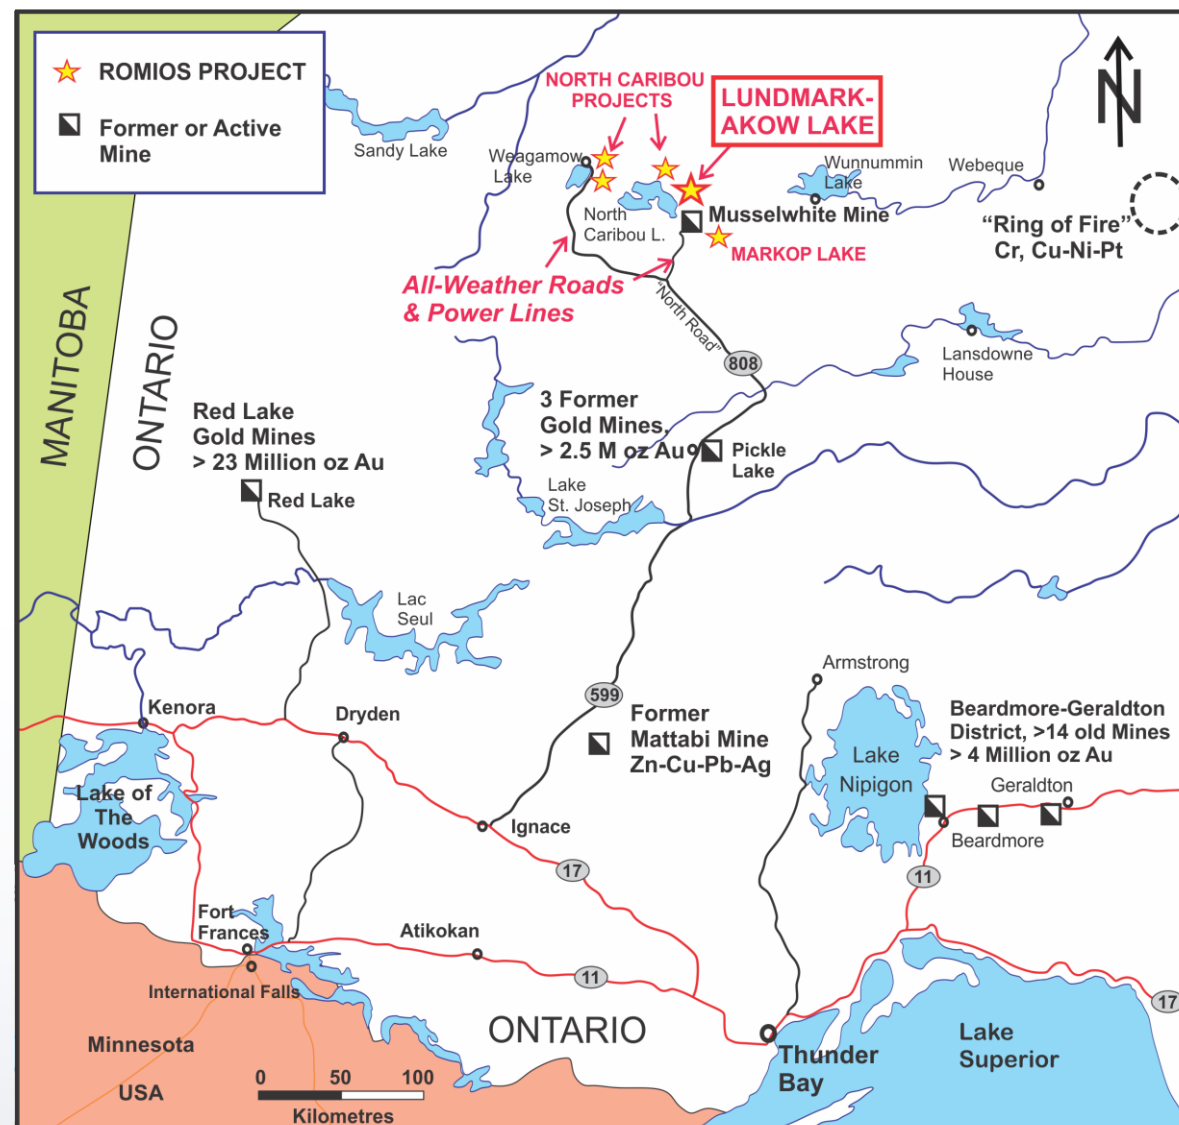 ROMIOS PROJECT
Former or Active
Mine
Sandy Lake
NORTH CARIBOU
PROJECTS
LUNDMARK-
AKOW LAKE
N
Weagamow
Lake
Wunnummin
Lake
Webeque
North
Caribou L.
Musselwhite Mine
MARKOP LAKE
"Ring of Fire"
Cr, Cu-Ni-Pt
All-Weather Roads
& Power Lines
"North Road"
808
Lansdowne
House
MANITOBA
ONTARIO
Red Lake
Gold Mines
> 23 Million oz Au
Red Lake
3 Former
Gold Mines,
> 2.5 M oz Au
Pickle
Lake
Lake
St. Joseph
Lac
Seul
Kenora
Dryden
599
Former
Mattabi Mine
Zn-Cu-Pb-Ag
Armstrong
Lake
Nipigon
Beardmore-Geraldton
District, >14 old Mines
> 4 Million oz Au
Geraldton
Beardmore
Lake of
The
Woods
Ignace
17
11
Fort
Frances
Atikokan
11
International Falls
17
ONTARIO
Minnesota
USA
Thunder
Bay
Lake
Superior
0 50 100
Kilometres